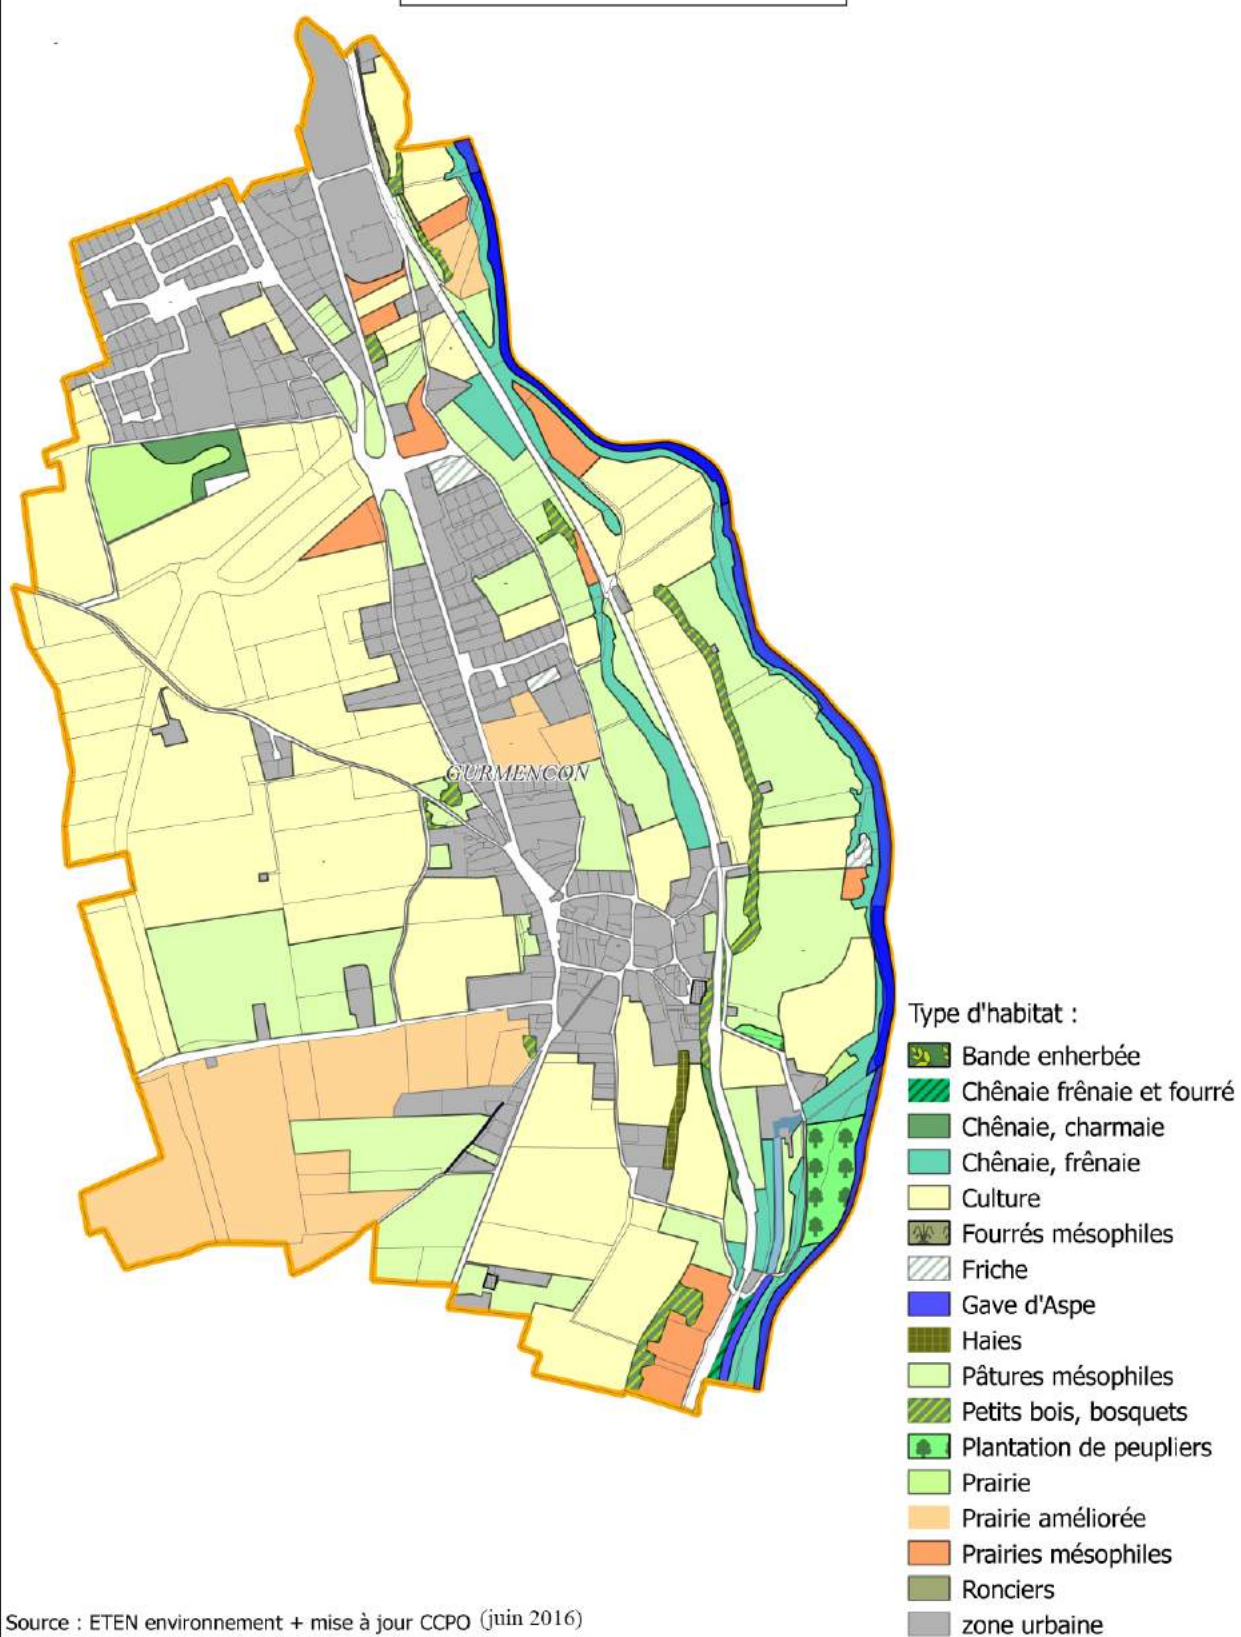 GURMENCON
Type d'habitat :
Bande enherbée
Chênaie frênaie et fourré
Chênaie, charmaie
Chênaie, frênaie
Culture
Fourrés mésophiles
Friche
Gave d'Aspe
Haies
Pâtures mésophiles
Petits bois, bosquets
Plantation de peupliers
Prairie
Prairie améliorée
Prairies mésophiles
Ronciers
zone urbaine
Source : ETEN environnement + mise à jour CCPO (juin 2016)